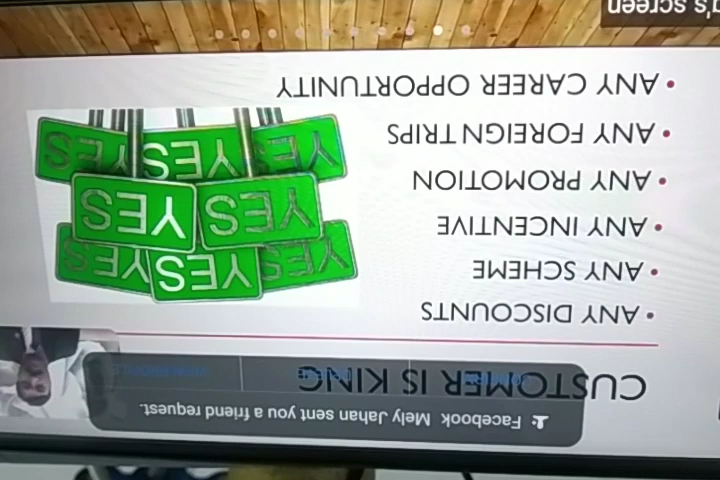 's screen
Facebook Mely Jahan sent you a friend request.
CUSTOMER IS KING
• ANY DISCOUNTS
• ANY SCHEME
• ANY INCENTIVE
• ANY PROMOTION
• ANY FOREIGN TRIPS
• ANY CAREER OPPORTUNITY
YES YES YES
YES YES
YES YES YES